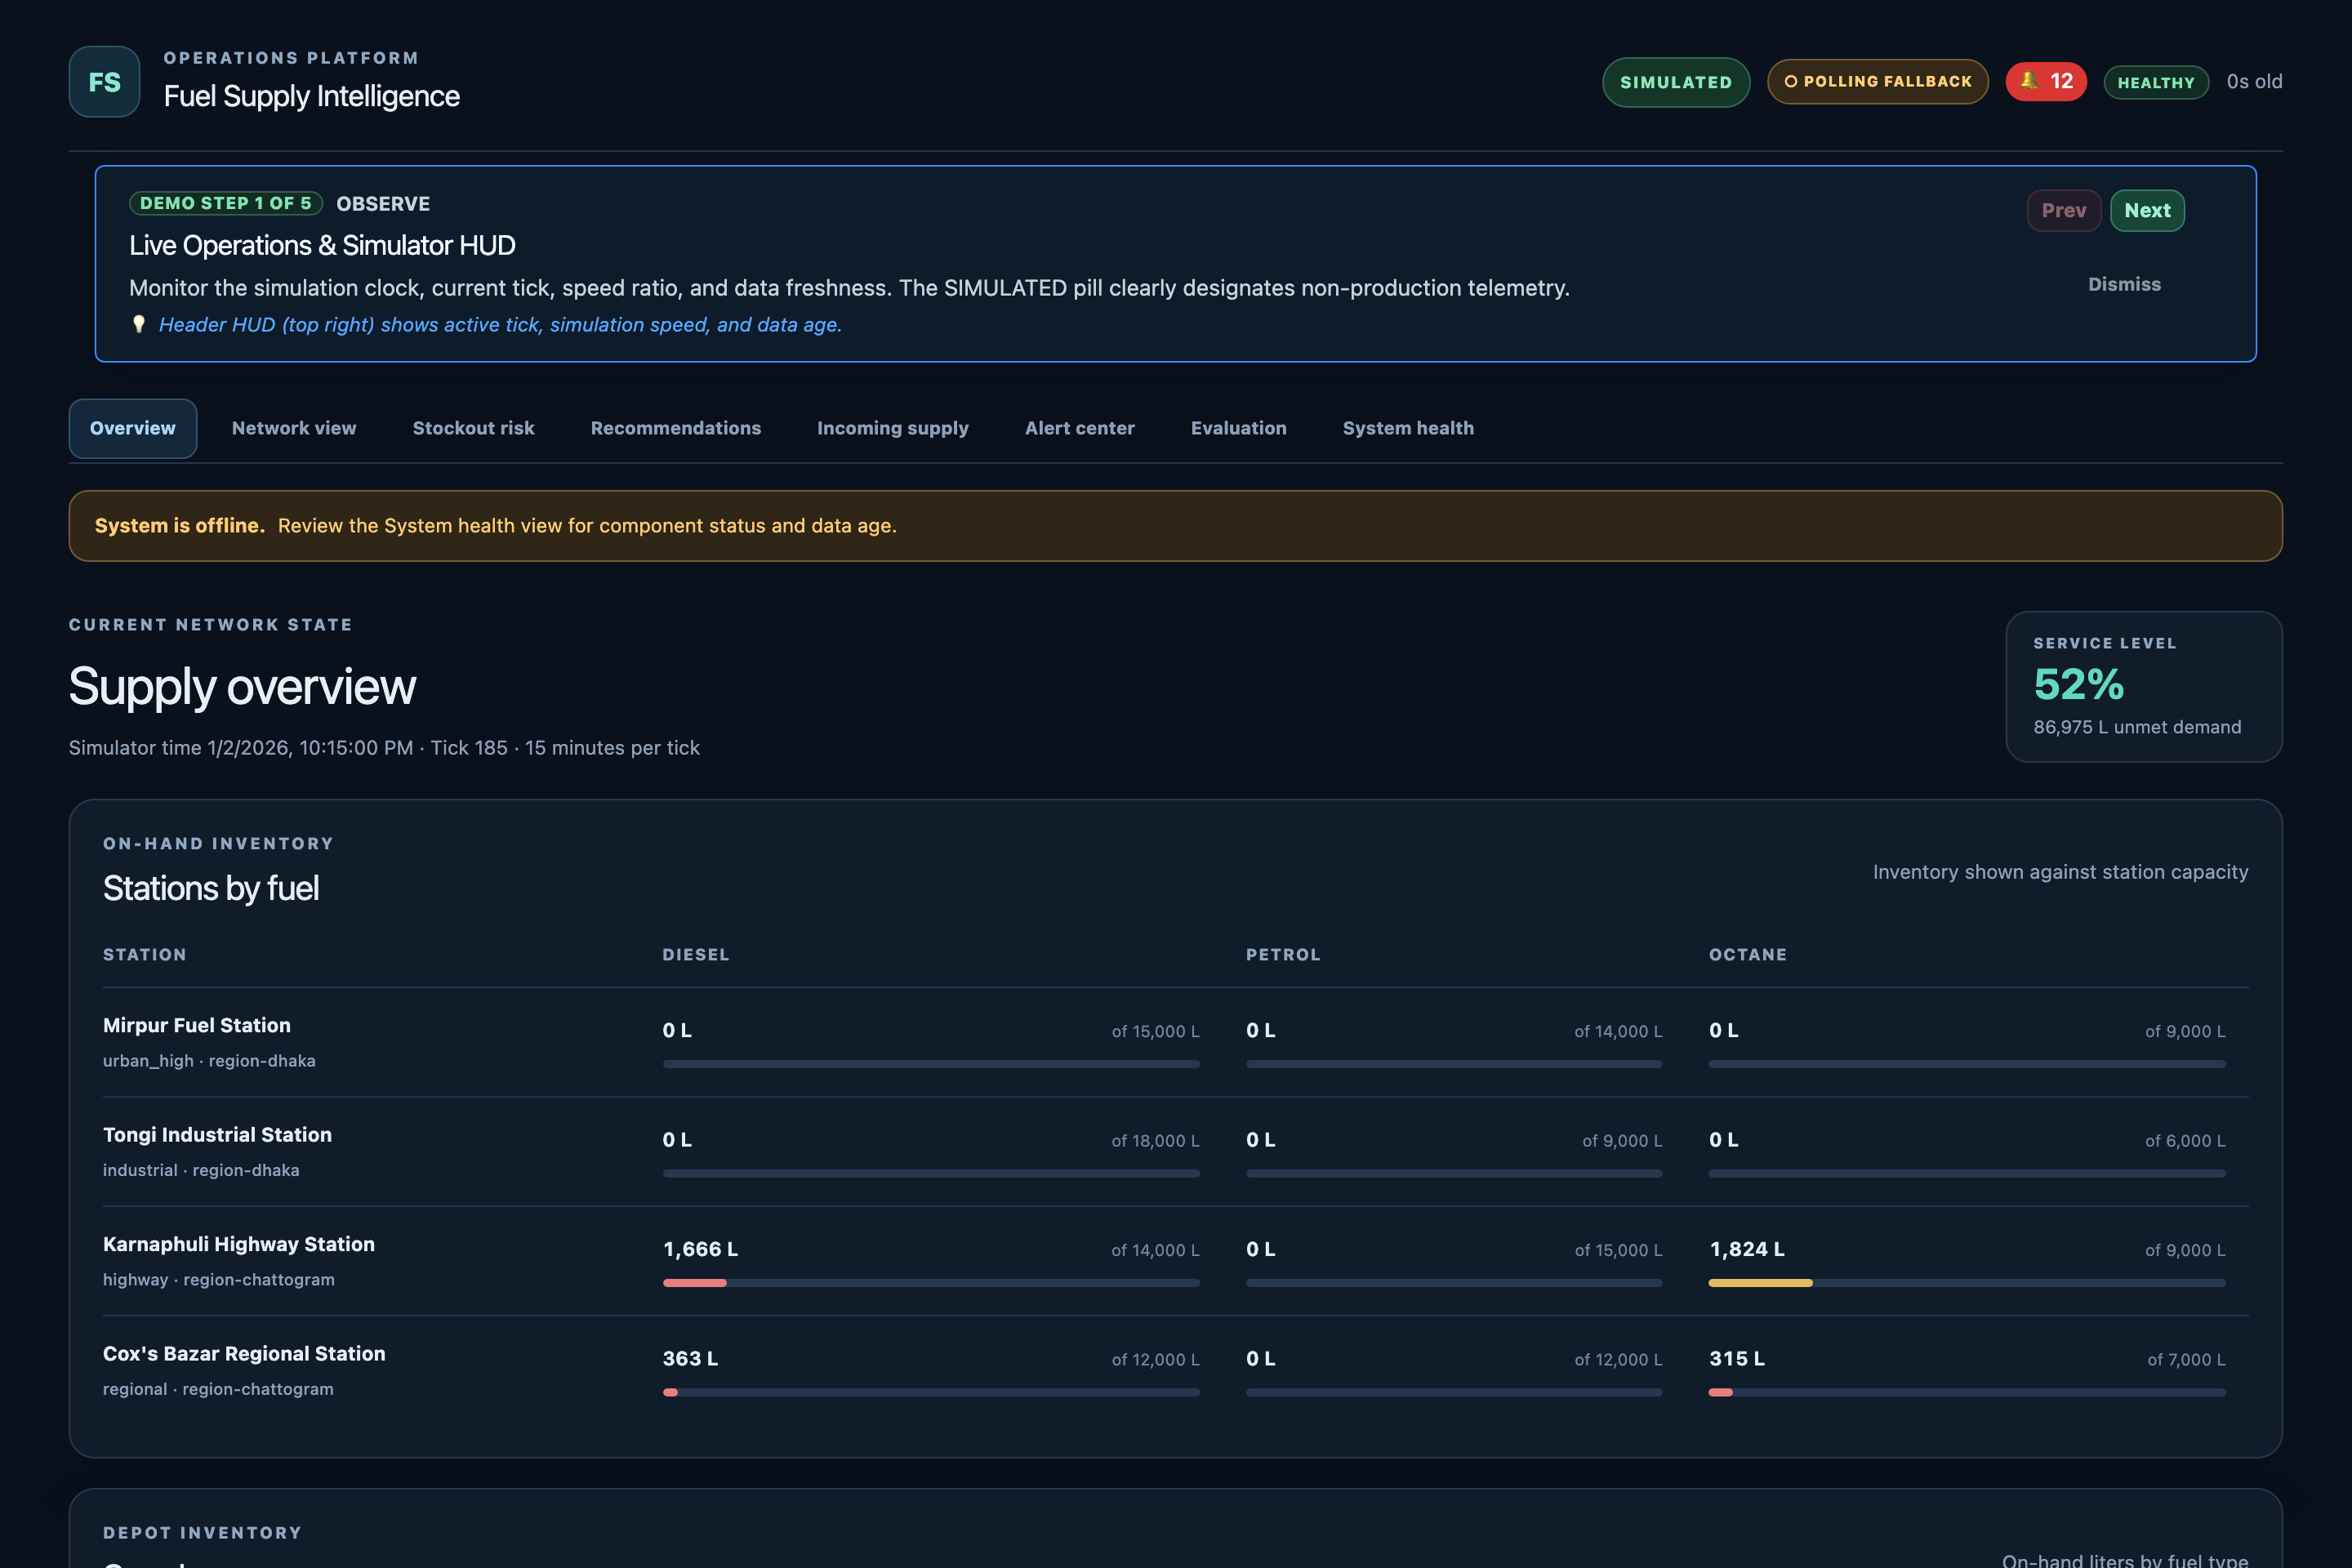 FS
OPERATIONS PLATFORM
Fuel Supply Intelligence
SIMULATED
POLLING FALLBACK
12
HEALTHY
0s old
DEMO STEP 1 OF 5 OBSERVE
Live Operations & Simulator HUD
Monitor the simulation clock, current tick, speed ratio, and data freshness. The SIMULATED pill clearly designates non-production telemetry.
Header HUD (top right) shows active tick, simulation speed, and data age.
Prev Next
Dismiss
Overview Network view Stockout risk Recommendations Incoming supply Alert center Evaluation System health
System is offline. Review the System health view for component status and data age.
CURRENT NETWORK STATE
Supply overview
Simulator time 1/2/2026, 10:15:00 PM · Tick 185 · 15 minutes per tick
SERVICE LEVEL
52%
86,975 L unmet demand
ON-HAND INVENTORY
Stations by fuel
Inventory shown against station capacity
STATION DIESEL PETROL OCTANE
Mirpur Fuel Station
urban_high · region-dhaka
0 L of 15,000 L 0 L of 14,000 L 0 L of 9,000 L
Tongi Industrial Station
industrial · region-dhaka
0 L of 18,000 L 0 L of 9,000 L 0 L of 6,000 L
Karnaphuli Highway Station
highway · region-chattogram
1,666 L of 14,000 L 0 L of 15,000 L 1,824 L of 9,000 L
Cox's Bazar Regional Station
regional · region-chattogram
363 L of 12,000 L 0 L of 12,000 L 315 L of 7,000 L
DEPOT INVENTORY
On-hand liters by fuel type